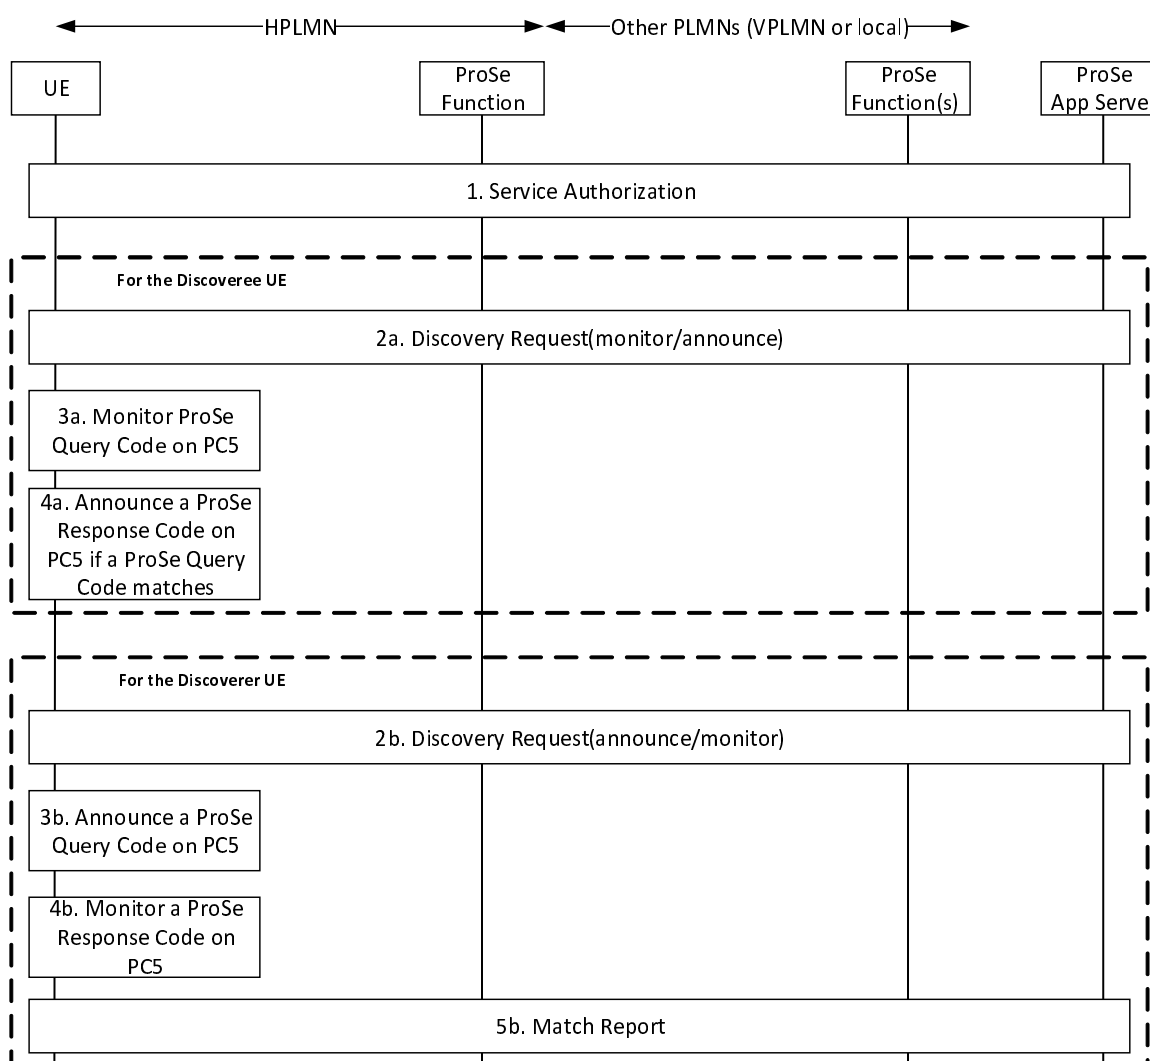 HPLMN
Other PLMNs (VPLMN or local)
UE
ProSe
Function
ProSe
Function(s)
ProSe
App Serve
1. Service Authorization
For the Discoveree UE
2a. Discovery Request(monitor/announce)
3a. Monitor ProSe
Query Code on PC5
4a. Announce a ProSe
Response Code on
PC5 if a ProSe Query
Code matches
For the Discoverer UE
2b. Discovery Request(announce/monitor)
3b. Announce a ProSe
Query Code on PC5
4b. Monitor a ProSe
Response Code on
PC5
5b. Match Report